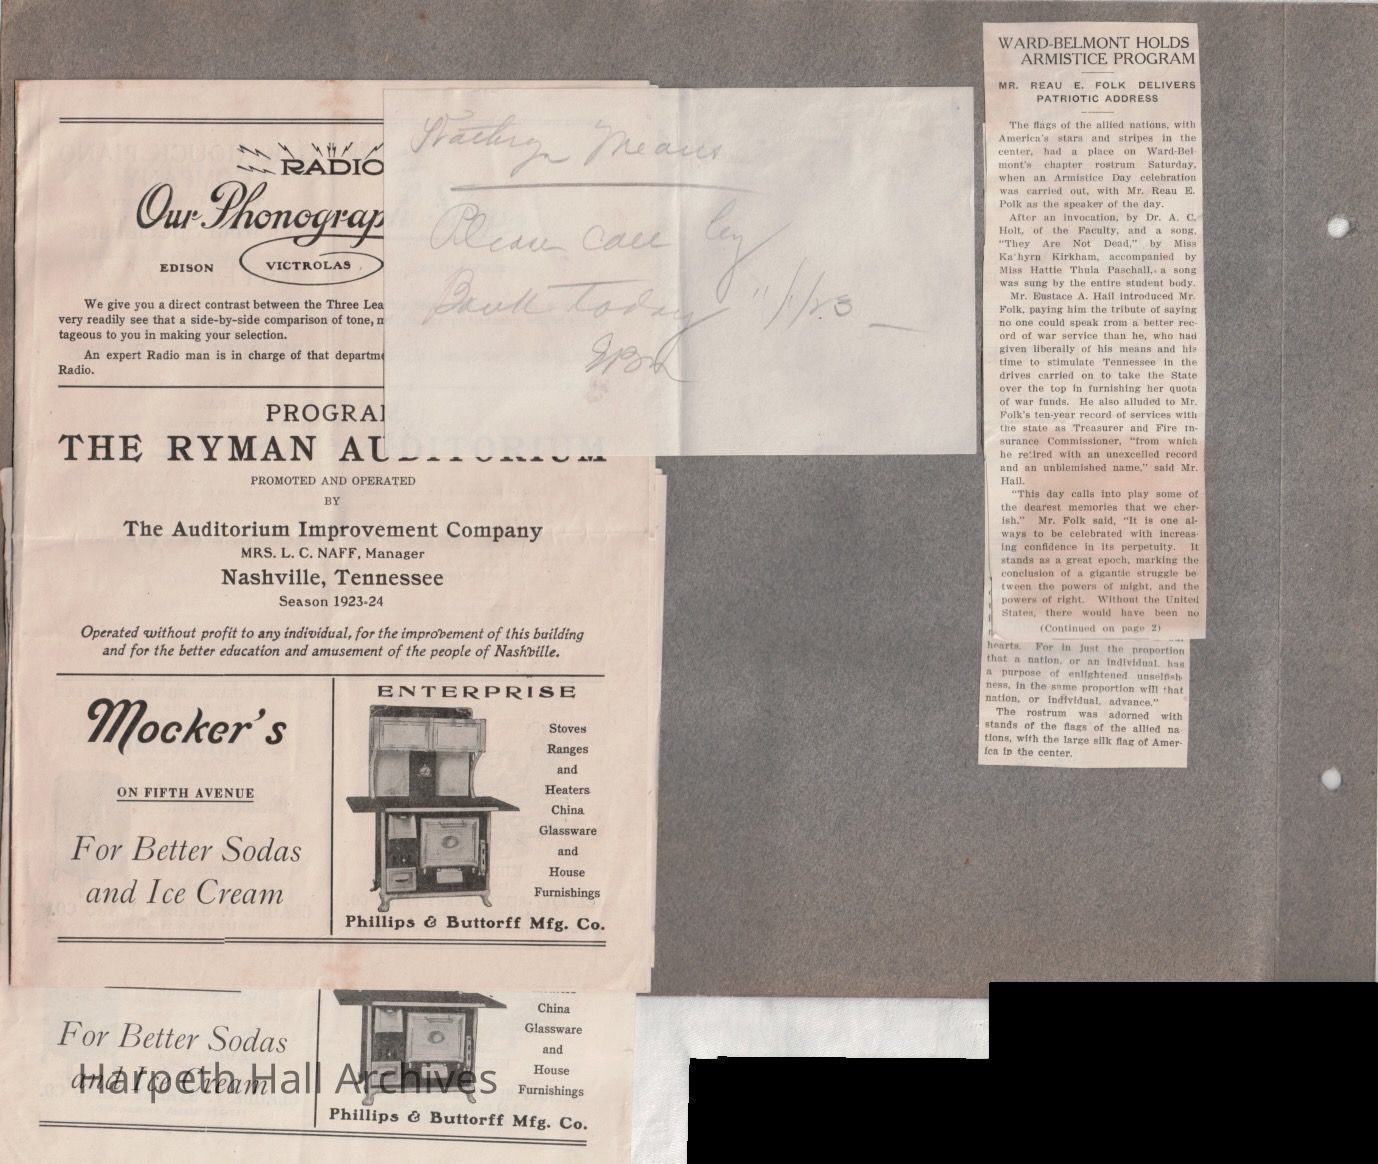 RADIO
Our Phonograp
EDISON
VICTROLAS
We give you a direct contrast between the Three Lea
very readily see that a side-by-side comparison of tone, m
tageous to you in making your selection.
An expert Radio man is in charge of that departme
Radio.
PROGRA
THE RYMAN AUDITORIUM
PROMOTED AND OPERATED
BY
The Auditorium Improvement Company
MRS. L. C. NAFF, Manager
Nashville, Tennessee
Season 1923-24
Operated without profit to any individual, for the improvement of this building
and for the better education and amusement of the people of Nashville.
Mocker's
ON FIFTH AVENUE
For Better Sodas
and Ice Cream
ENTERPRISE
Stoves
Ranges
and
Heaters
China
Glassware
and
House
Furnishings
Phillips & Buttorff Mfg. Co.
For Better Sodas
and Ice Cream
China
Glassware
and
House
Furnishings
Phillips & Buttorff Mfg. Co.
Harpeth Hall Archives
Means
Please call by
Bank today 11/1/23
WARD-BELMONT HOLDS
ARMISTICE PROGRAM
MR. REAU E. FOLK DELIVERS
PATRIOTIC ADDRESS
The flags of the allied nations, with
America's stars and stripes in the
center, had a place on Ward-Bel-
mont's chapter rostrum Saturday,
when an Armistice Day celebration
was carried out, with Mr. Reau E.
Polk as the speaker of the day.
After an invocation, by Dr. A. C.
Holt, of the Faculty, and a song,
"They Are Not Dead," by Miss
Ka'hyrn Kirkham, accompanied by
Miss Hattie Thula Paschall, a song
was sung by the entire student body.
Mr. Eustace A. Hail introduced Mr.
Folk, paying him the tribute of saying
no one could speak from a better rec-
ord of war service than he, who had
given liberally of his means and his
time to stimulate Tennessee in the
drives carried on to take the State
over the top in furnishing her quota
of war funds. He also alluded to Mr.
Folk's ten-year record of services with
the state as Treasurer and Fire In-
surance Commissioner, "from which
he retired with an unexcelled record
and an unblemished name," said Mr.
Hail.
"This day calls into play some of
the dearest memories that we cher-
ish." Mr. Folk said, "It is one al-
ways to be celebrated with increas-
ing confidence in its perpetuity. It
stands as a great epoch, marking the
conclusion of a gigantic struggle be-
tween the powers of might, and the
powers of right. Without the United
States, there would have been no
(Continued on page 2)
hearts. For in just the proportion
that a nation, or an individual, has
a purpose of enlightened unselfish-
ness, in the same proportion will that
nation, or individual, advance."
The rostrum was adorned with
stands of the flags of the allied na-
tions, with the large silk flag of Amer-
ica in the center.